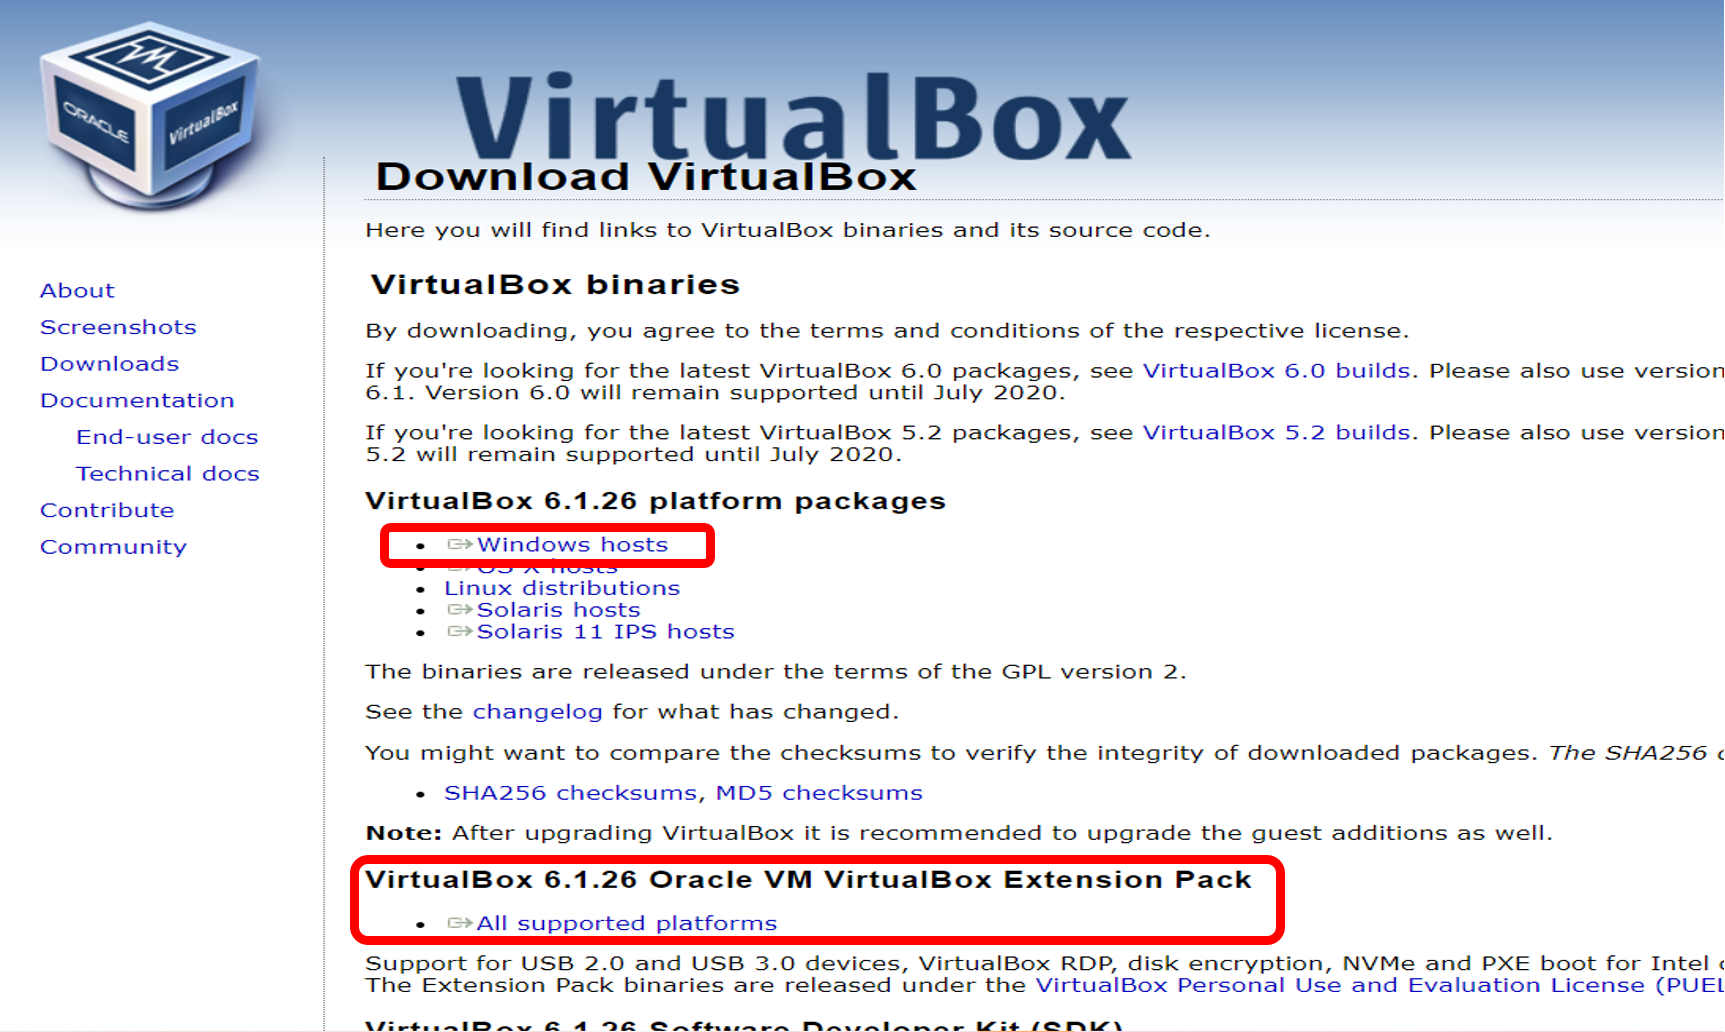 ORACLE
VirtualBox
VirtualBox
Download VirtualBox
Here you will find links to VirtualBox binaries and its source code.
About
Screenshots
Downloads
Documentation
End-user docs
Technical docs
Contribute
Community
VirtualBox binaries
By downloading, you agree to the terms and conditions of the respective license.
If you're looking for the latest VirtualBox 6.0 packages, see VirtualBox 6.0 builds. Please also use version
6.1. Version 6.0 will remain supported until July 2020.
If you're looking for the latest VirtualBox 5.2 packages, see VirtualBox 5.2 builds. Please also use version
5.2 will remain supported until July 2020.
VirtualBox 6.1.26 platform packages
Windows hosts
OS X hosts
Linux distributions
Solaris hosts
Solaris 11 IPS hosts
The binaries are released under the terms of the GPL version 2.
See the changelog for what has changed.
You might want to compare the checksums to verify the integrity of downloaded packages. The SHA256
SHA256 checksums, MD5 checksums
Note: After upgrading VirtualBox it is recommended to upgrade the guest additions as well.
VirtualBox 6.1.26 Oracle VM VirtualBox Extension Pack
All supported platforms
Support for USB 2.0 and USB 3.0 devices, VirtualBox RDP, disk encryption, NVMe and PXE boot for Intel
The Extension Pack binaries are released under the VirtualBox Personal Use and Evaluation License (PUEL
VirtualBox 6.1.26 Software Developer Kit (SDK)